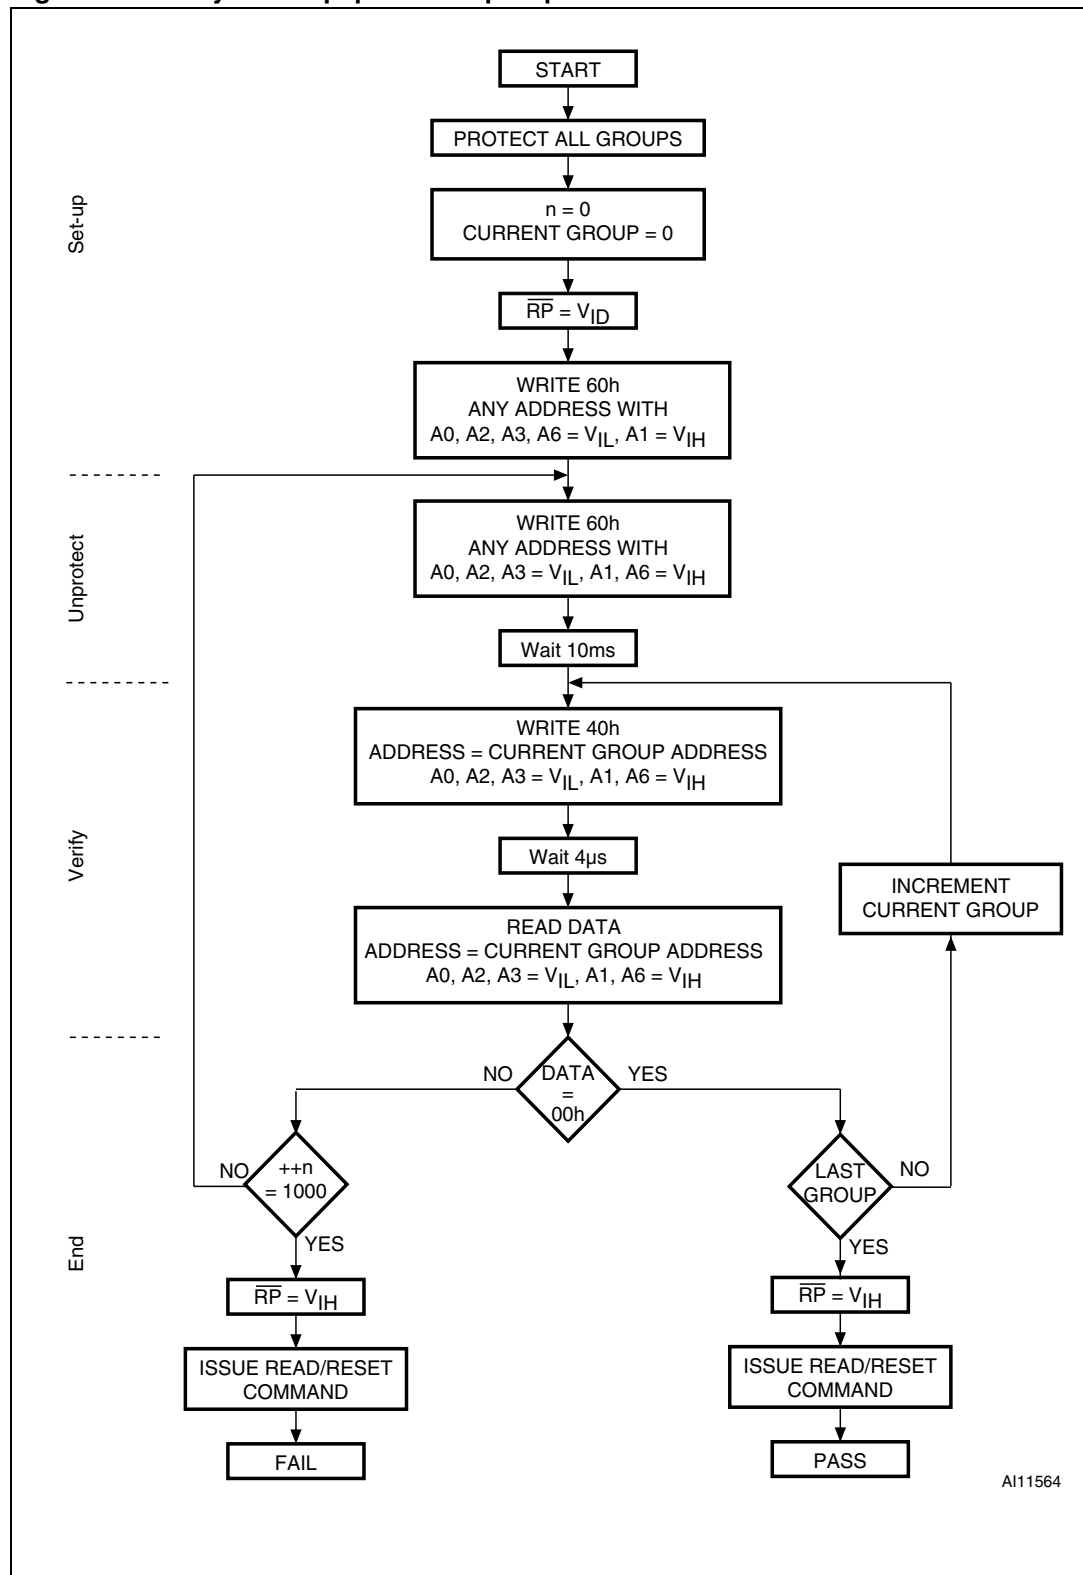 START
PROTECT ALL GROUPS
Set-up
n = 0
CURRENT GROUP = 0
RP = VID
WRITE 60h
ANY ADDRESS WITH
A0, A2, A3, A6 = VIL, A1 = VIH
Unprotect
WRITE 60h
ANY ADDRESS WITH
A0, A2, A3 = VIL, A1, A6 = VIH
Wait 10ms
Verify
WRITE 40h
ADDRESS = CURRENT GROUP ADDRESS
A0, A2, A3 = VIL, A1, A6 = VIH
Wait 4µs
INCREMENT
CURRENT GROUP
READ DATA
ADDRESS = CURRENT GROUP ADDRESS
A0, A2, A3 = VIL, A1, A6 = VIH
End
NO
DATA
=
00h
YES
NO
++n
= 1000
YES
LAST
GROUP
NO
YES
RP = VIH
RP = VIH
ISSUE READ/RESET
COMMAND
ISSUE READ/RESET
COMMAND
FAIL
PASS
AI11564